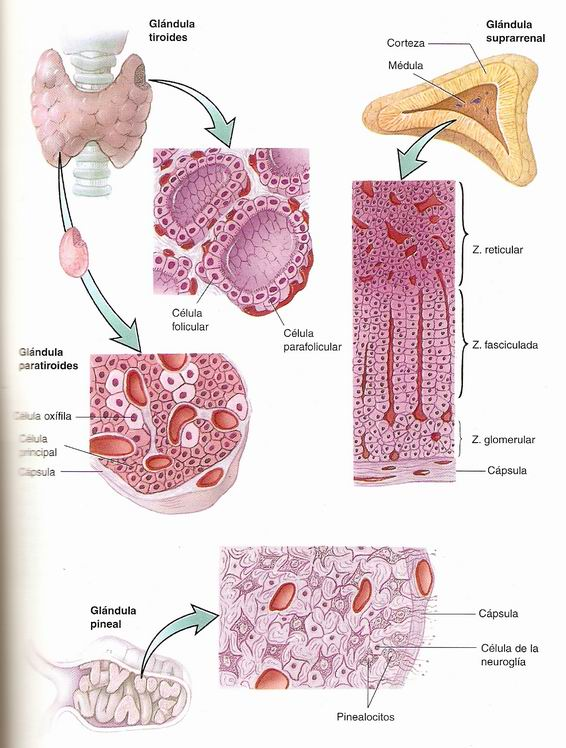 Glándula
tiroides
Glándula
suprarrenal
Corteza
Médula
Z. reticular
Célula
folicular
Célula
parafolicular
Z. fasciculada
Glándula
paratiroides
Célula oxífila
Célula
principal
Cápsula
Z. glomerular
Cápsula
Glándula
pineal
Cápsula
Célula de la
neuroglía
Pinealocitos